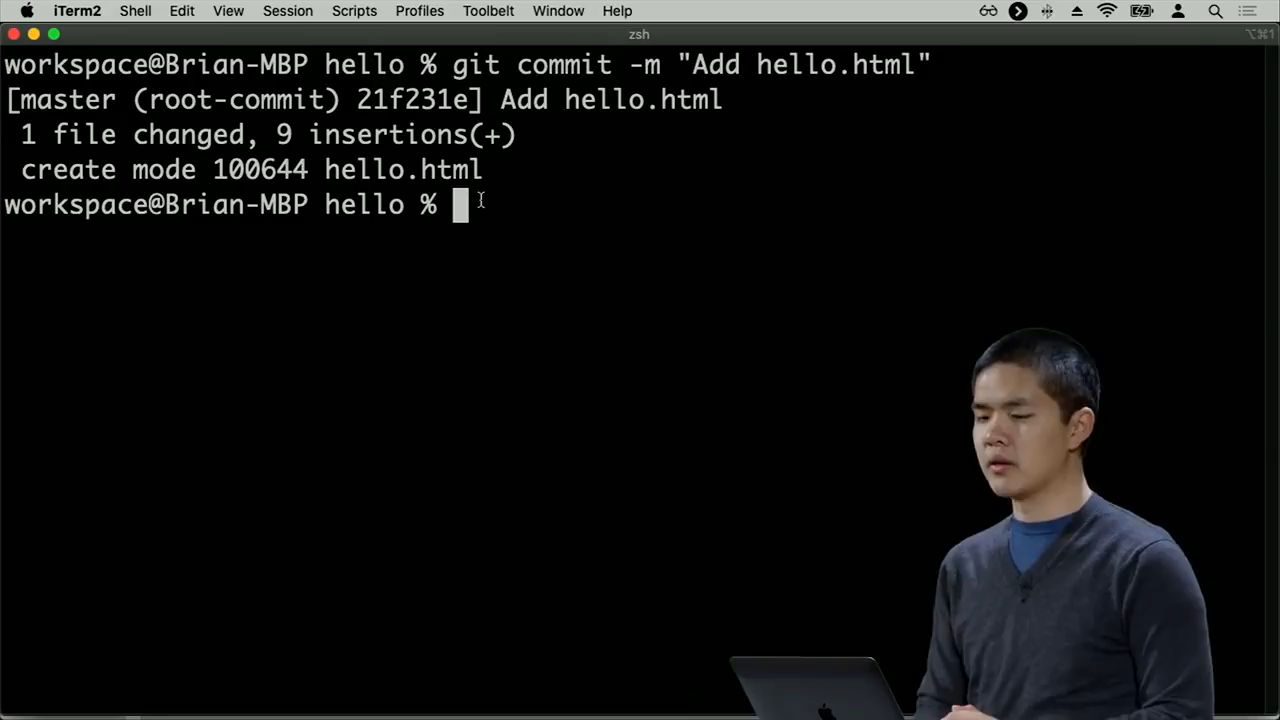 iTerm2 Shell Edit View Session Scripts Profiles Toolbelt Window Help
zsh
⌥⌘1
workspace@Brian-MBP hello % git commit -m "Add hello.html"
[master (root-commit) 21f231e] Add hello.html
 1 file changed, 9 insertions(+)
 create mode 100644 hello.html
workspace@Brian-MBP hello %